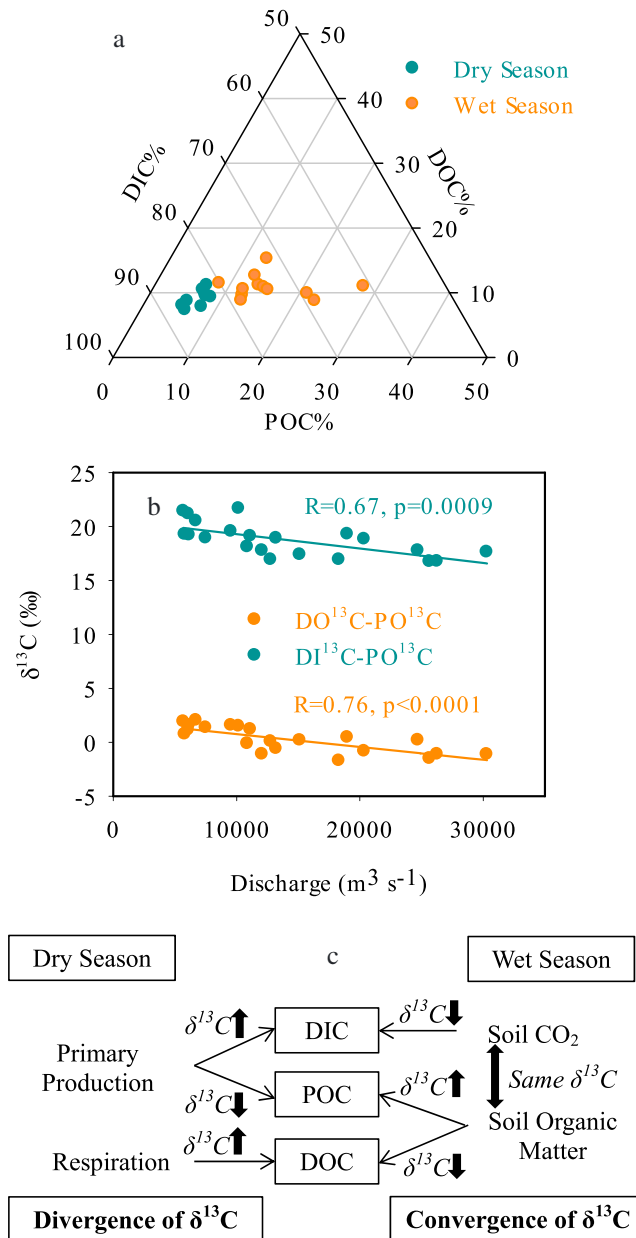 a
50
50
Dry Season
Wet Season
60
40
DIC%
DOC%
70
30
80
20
90
10
100
0
0 10 20 30 40 50
POC%
25
b
R=0.67, p=0.0009
20
15
DO¹³C-PO¹³C
10
DI¹³C-PO¹³C
δ¹³C (‰)
5
R=0.76, p<0.0001
0
-5
0 10000 20000 30000
Discharge (m³ s⁻¹)
Dry Season
c
Wet Season
δ¹³C
DIC
δ¹³C
Soil CO₂
Primary
Production
Same δ¹³C
δ¹³C
POC
δ¹³C
Soil Organic
Matter
Respiration
δ¹³C
DOC
δ¹³C
Divergence of δ¹³C
Convergence of δ¹³C